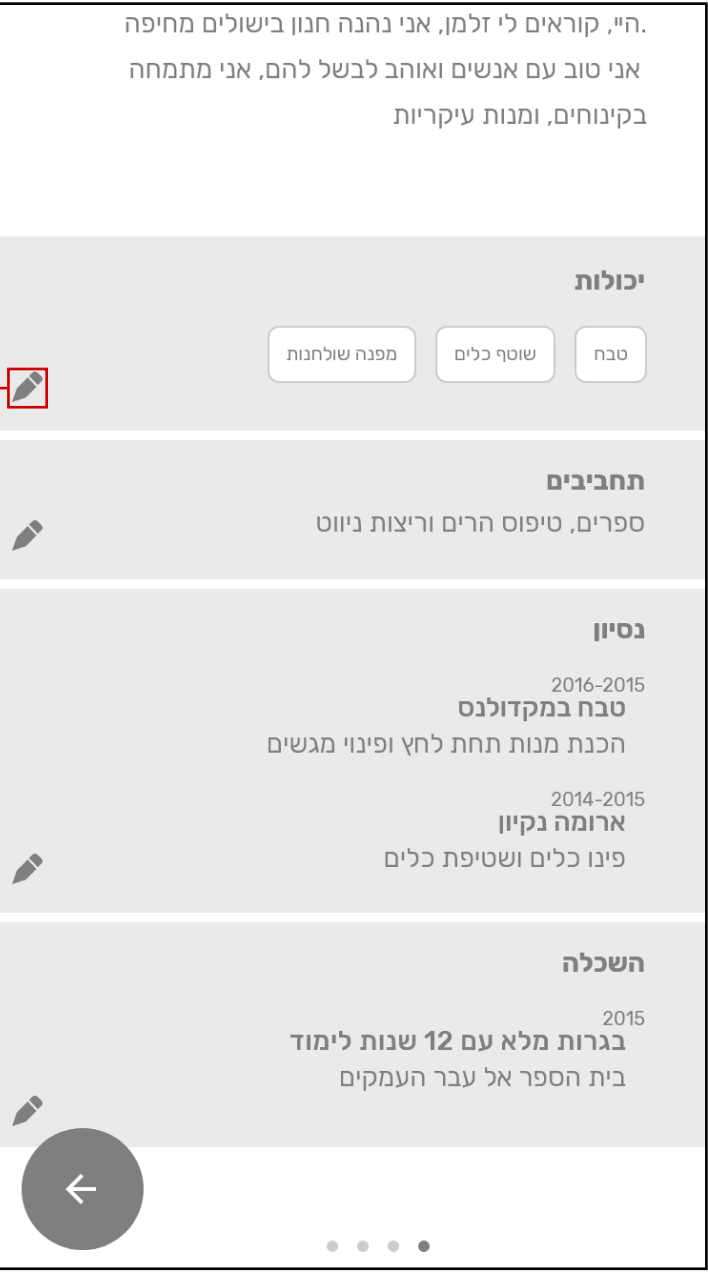 היי, קוראים לי זלמן, אני נהנה חנון בישולים מחיפה.
אני טוב עם אנשים ואוהב לבשל להם, אני מתמחה
בקינוחים, ומנות עיקריות
יכולות
טבח
שוטף כלים
מפנה שולחנות
תחביבים
ספרים, טיפוס הרים וריצות ניווט
נסיון
2016-2015
טבח במקדולנס
הכנת מנות תחת לחץ ופינוי מגשים
2014-2015
ארומה נקיון
פינו כלים ושטיפת כלים
השכלה
2015
בגרות מלא עם 12 שנות לימוד
בית הספר אל עבר העמקים